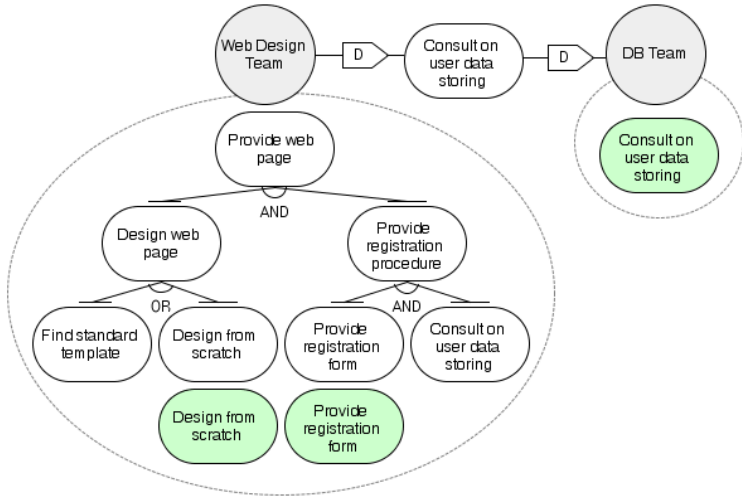 Web Design
Team
D
Consult on
user data
storing
D
DB Team
Provide web
page
Consult on
user data
storing
AND
Design web
page
Provide
registration
procedure
OR
AND
Find standard
template
Design from
scratch
Provide
registration
form
Consult on
user data
storing
Design from
scratch
Provide
registration
form